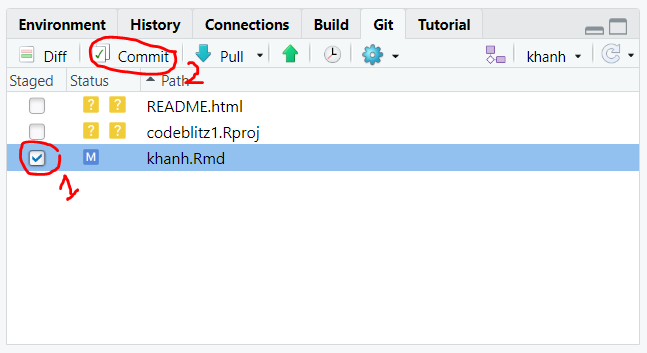 Environment History Connections Build Git Tutorial
Diff Commit Pull khanh
Staged Status Path
? ? README.html
? ? codeblitz1.Rproj
M khanh.Rmd
1
2